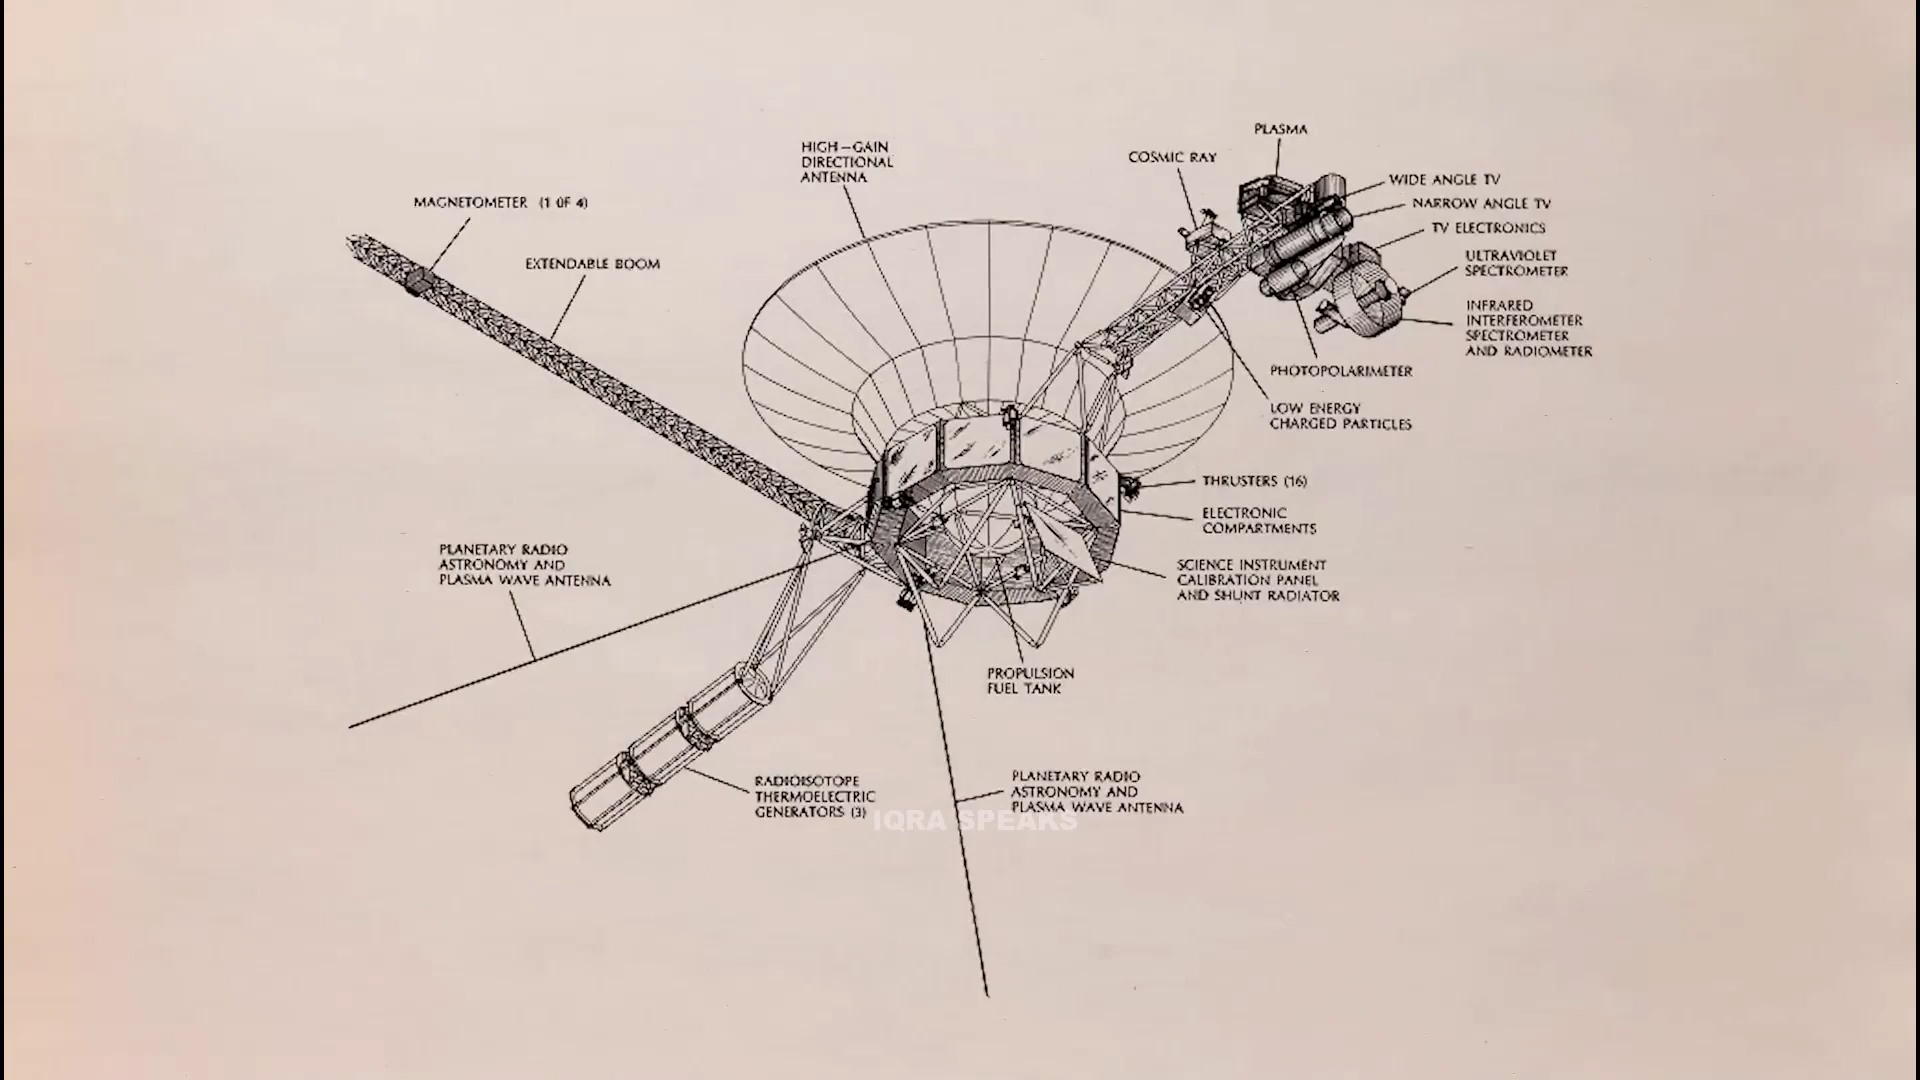 PLASMA
HIGH-GAIN
DIRECTIONAL
ANTENNA
COSMIC RAY
WIDE ANGLE TV
MAGNETOMETER (1 OF 4)
NARROW ANGLE TV
TV ELECTRONICS
EXTENDABLE BOOM
ULTRAVIOLET
SPECTROMETER
INFRARED
INTERFEROMETER
SPECTROMETER
AND RADIOMETER
PHOTOPOLARIMETER
LOW ENERGY
CHARGED PARTICLES
THRUSTERS (16)
ELECTRONIC
COMPARTMENTS
PLANETARY RADIO
ASTRONOMY AND
PLASMA WAVE ANTENNA
SCIENCE INSTRUMENT
CALIBRATION PANEL
AND SHUNT RADIATOR
PROPULSION
FUEL TANK
RADIOISOTOPE
THERMOELECTRIC
GENERATORS (3)
PLANETARY RADIO
ASTRONOMY AND
PLASMA WAVE ANTENNA
IQRA SPEAKS